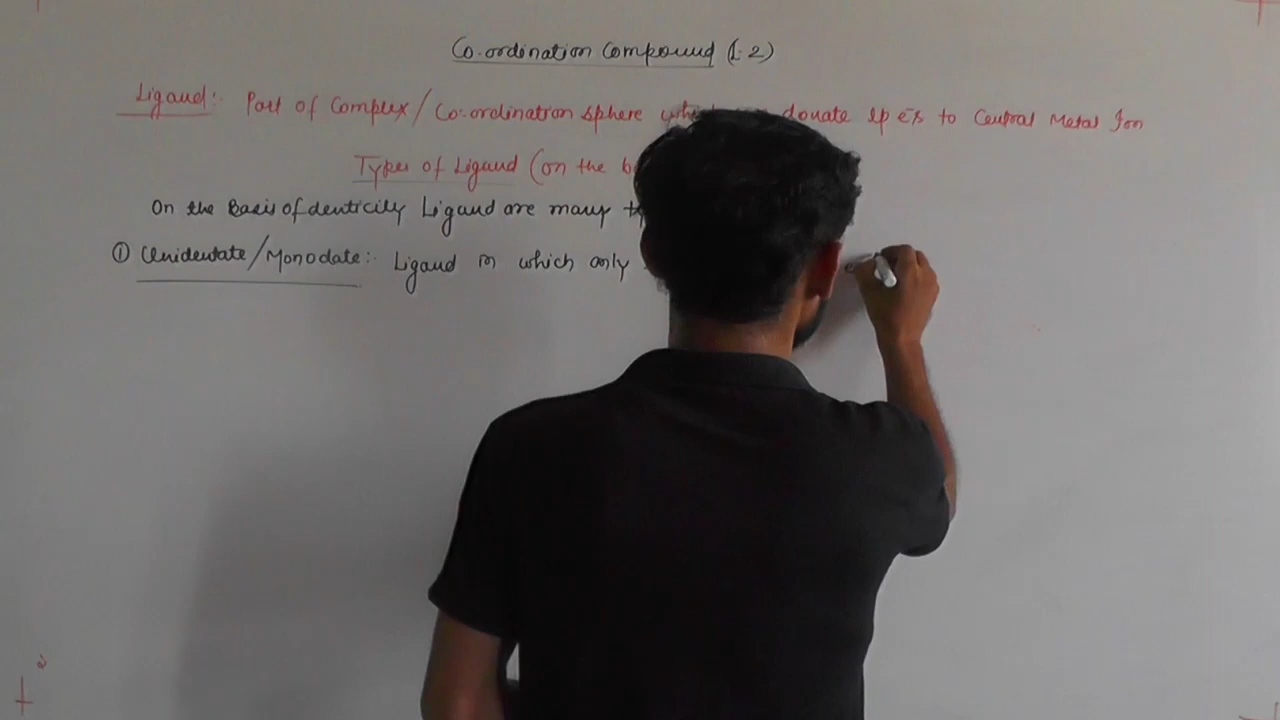 Co-ordination Compound (L-2)
Ligand:- Part of Complex/Co-ordination Sphere which donate lp e⁻s to Central Metal Ion
Types of Ligand (on the
On the Basis of denticity Ligand are many
① Unidentate/Monodate:- Ligand in which only